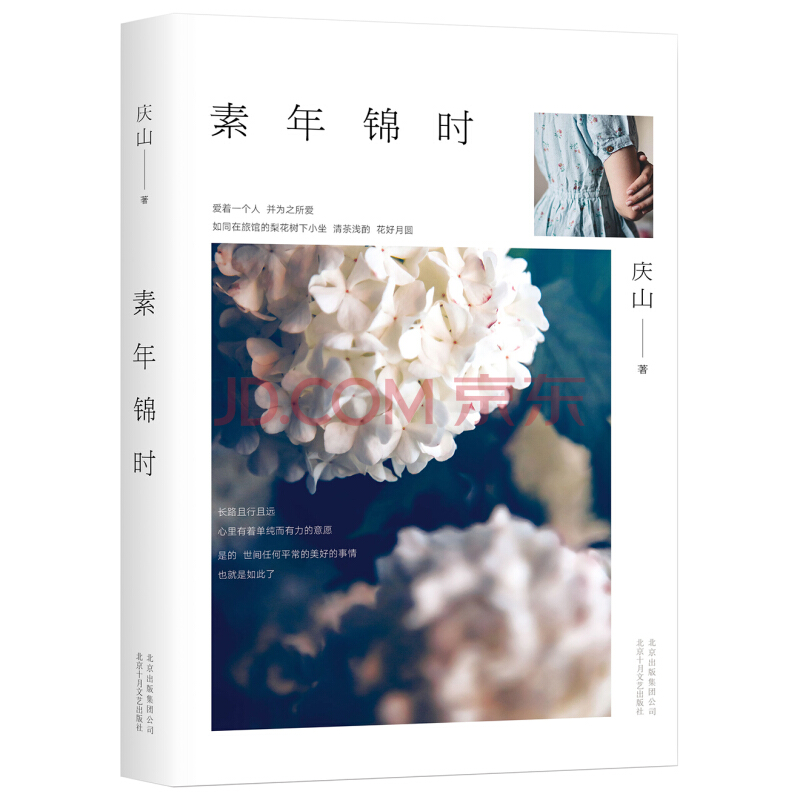 庆山
著
素年锦时
北京出版集团公司
北京十月文艺出版社
素年锦时
爱着一个人 并为之所爱
如同在旅馆的梨花树下小坐 清茶浅酌 花好月圆
庆山
著
JD.COM 京东
长路且行且远
心里有着单纯而有力的意愿
是的 世间任何平常的美好的事情
也就是如此了
北京出版集团公司
北京十月文艺出版社